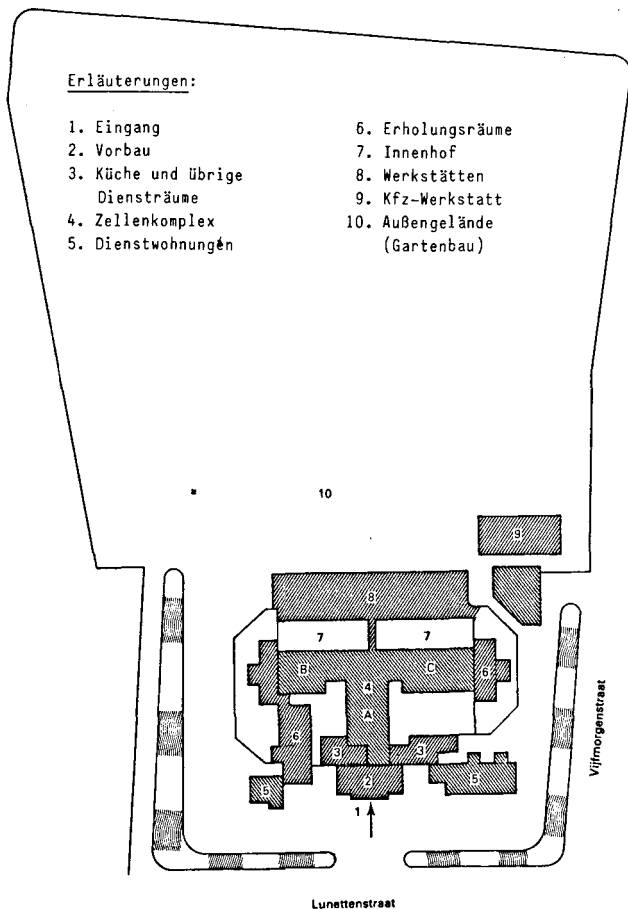 Erläuterungen:
1. Eingang
2. Vorbau
3. Küche und übrige
Diensträume
4. Zellenkomplex
5. Dienstwohnungen
6. Erholungsräume
7. Innenhof
8. Werkstätten
9. Kfz-Werkstatt
10. Außengelände
(Gartenbau)
10
9
8
7
7
B
4
C
6
A
6
3
3
2
5
5
1
Vijfmorgenstraat
Lunettenstraat